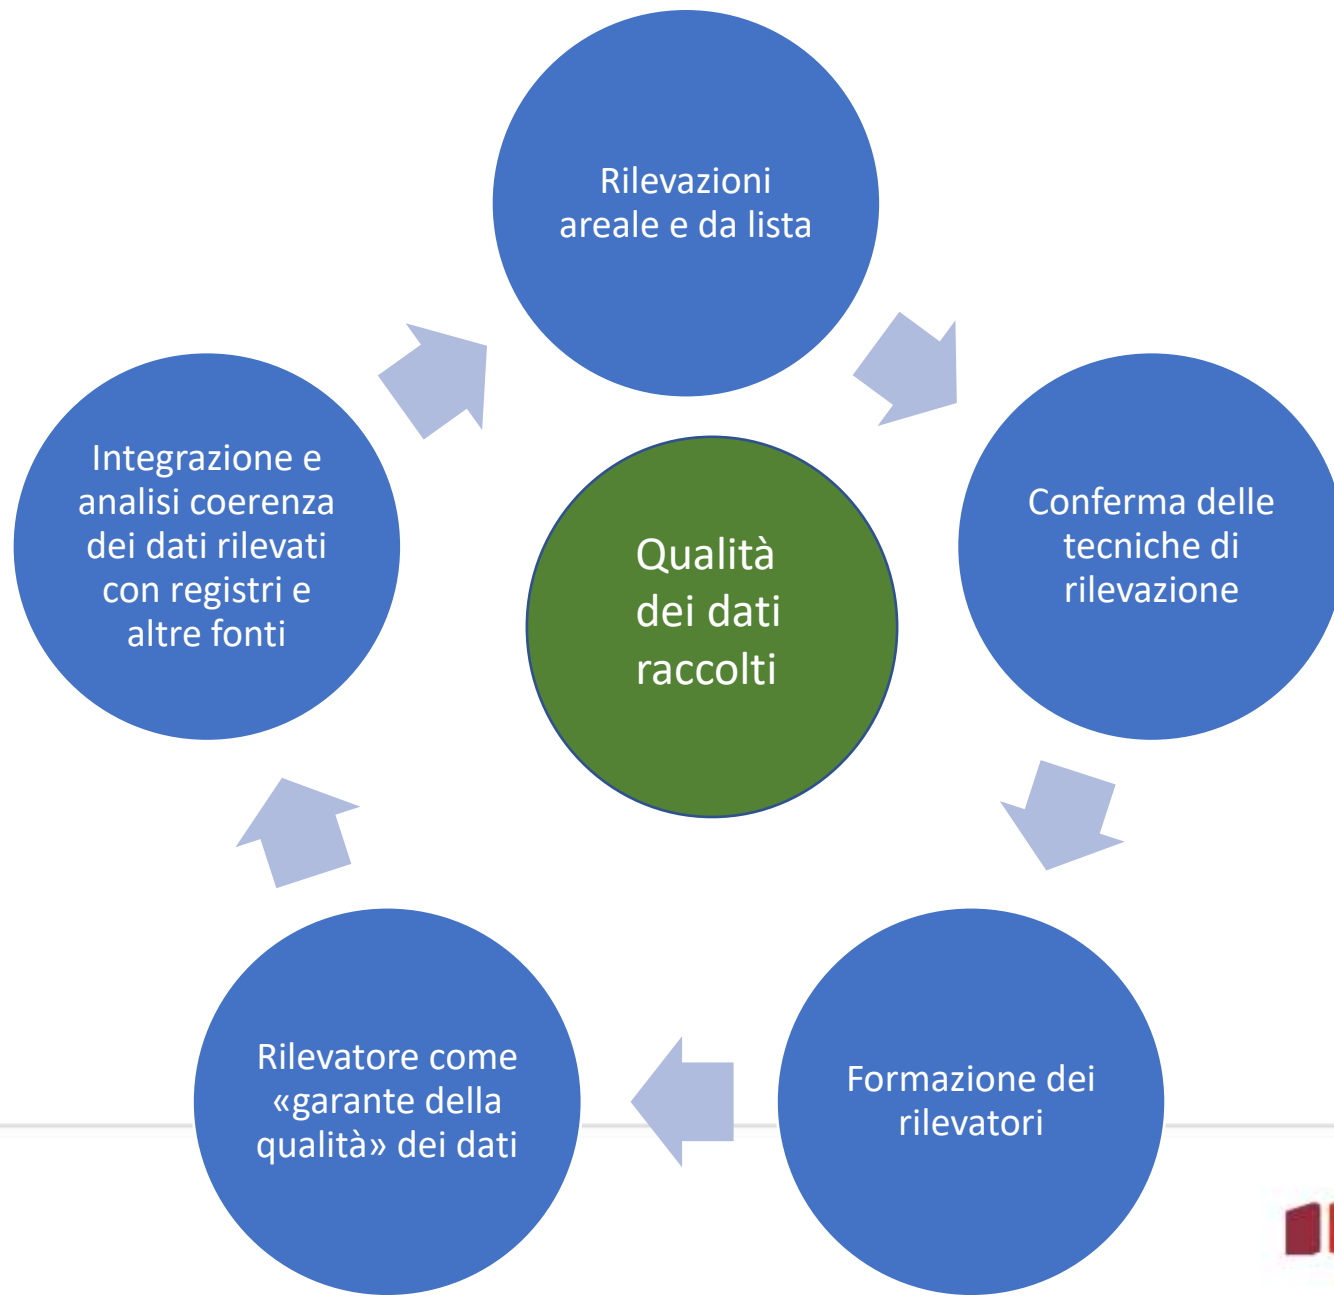 Rilevazioni
areale e da lista
Conferma delle
tecniche di
rilevazione
Formazione dei
rilevatori
Rilevatore come
«garante della
qualità» dei dati
Integrazione e
analisi coerenza
dei dati rilevati
con registri e
altre fonti
Qualità
dei dati
raccolti